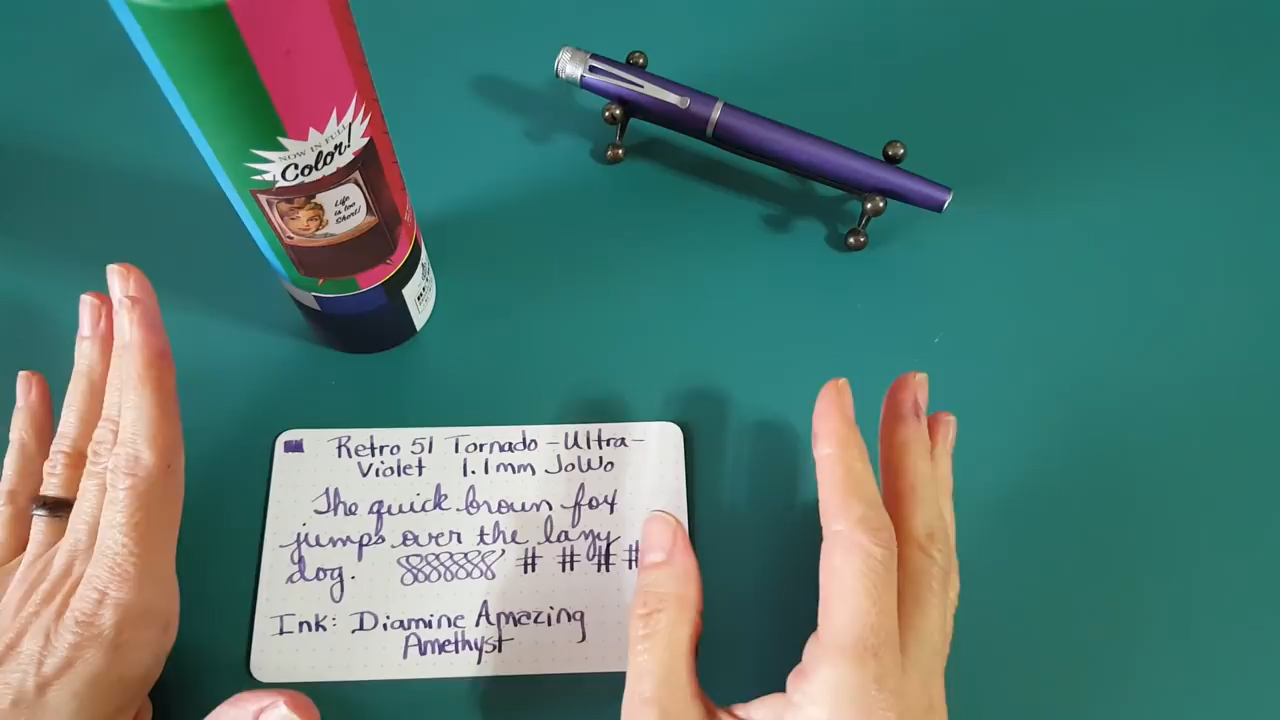 NOW IN FULL
Color!
Life
is too
Short!
Retro 51 Tornado - Ultra-
Violet 1.1mm JoWo
The quick brown fox
jumps over the lazy
dog. # # # #
Ink: Diamine Amazing
Amethyst